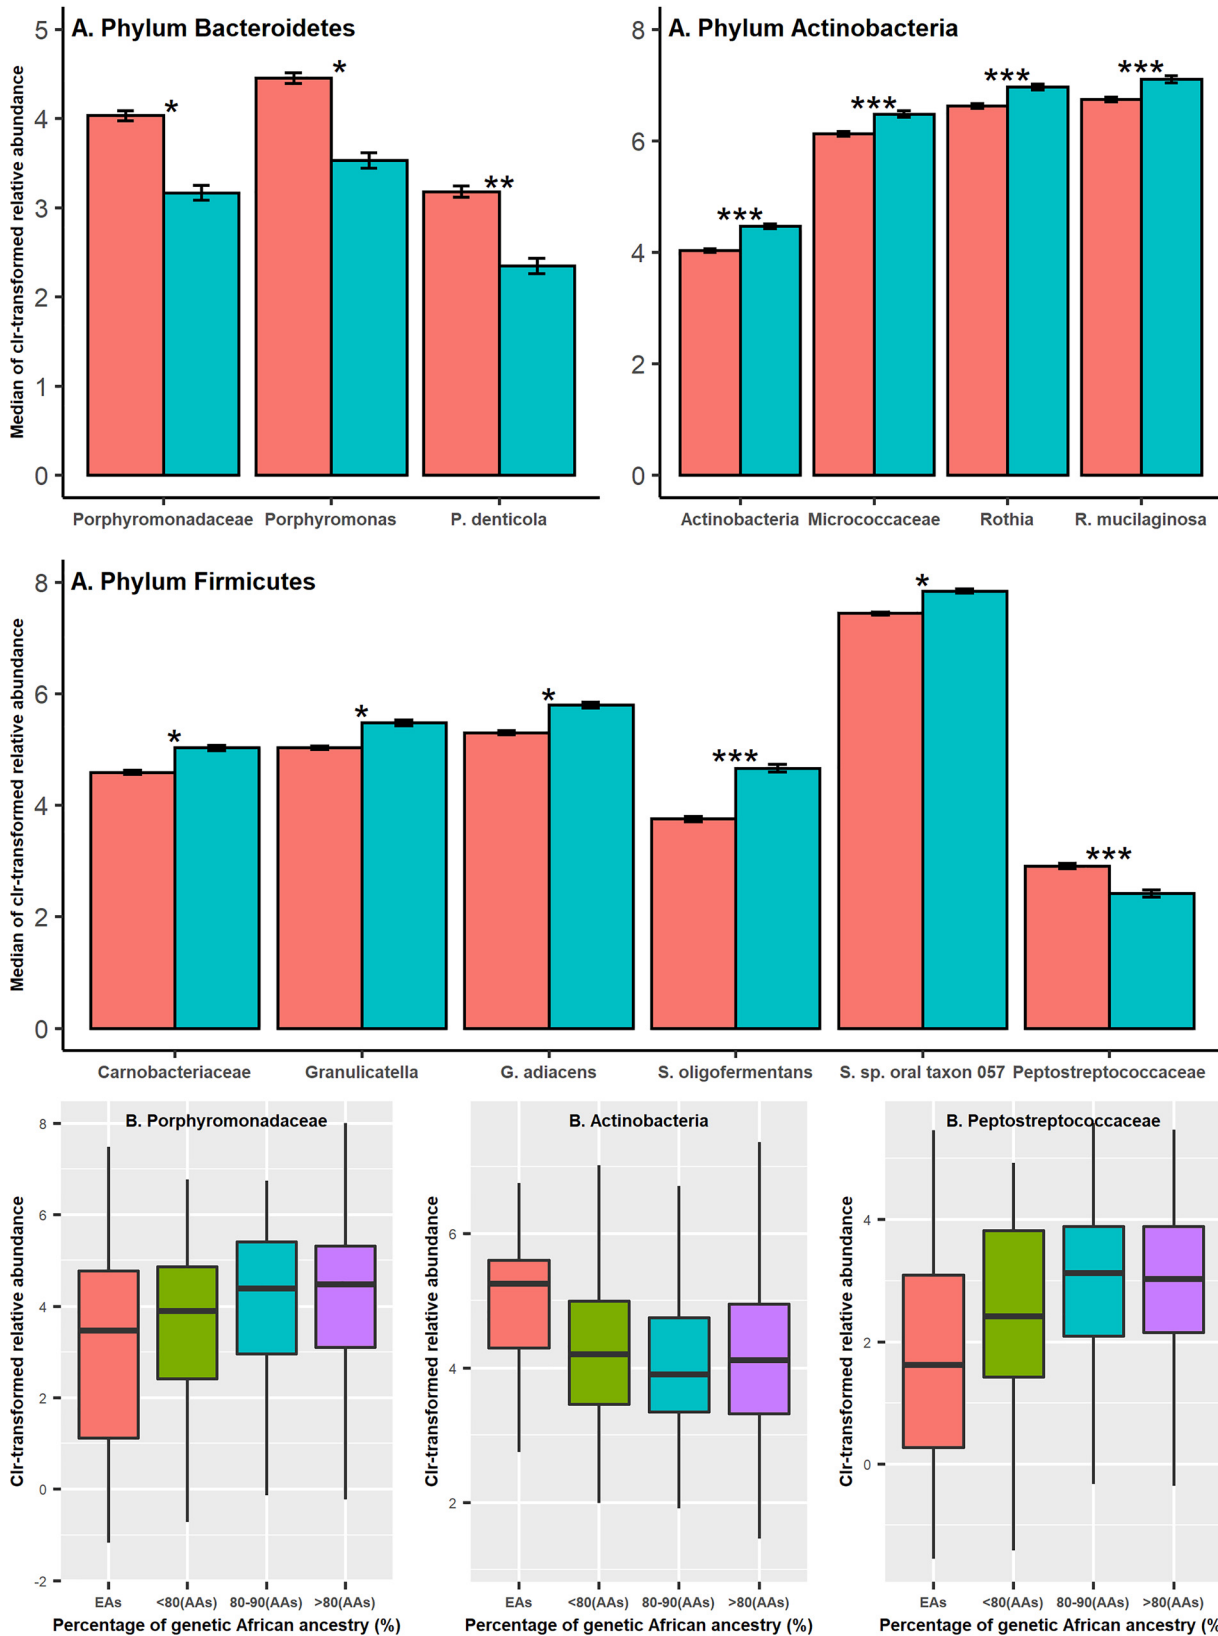 A. Phylum Bacteroidetes
Median of clr-transformed relative abundance
5
4
3
2
1
0
*
*
**
Porphyromonadaceae Porphyromonas P. denticola
A. Phylum Actinobacteria
8
6
4
2
0
***
***
***
***
Actinobacteria Micrococcaceae Rothia R. mucilaginosa
A. Phylum Firmicutes
Median of clr-transformed relative abundance
8
6
4
2
0
*
*
*
***
*
***
Carnobacteriaceae Granulicatella G. adiacens S. oligofermentans S. sp. oral taxon 057 Peptostreptococcaceae
B. Porphyromonadaceae
Clr-transformed relative abundance
8
6
4
2
0
-2
EAs <80(AAs) 80-90(AAs) >80(AAs)
Percentage of genetic African ancestry (%)
B. Actinobacteria
Clr-transformed relative abundance
6
4
2
EAs <80(AAs) 80-90(AAs) >80(AAs)
Percentage of genetic African ancestry (%)
B. Peptostreptococcaceae
Clr-transformed relative abundance
4
2
0
EAs <80(AAs) 80-90(AAs) >80(AAs)
Percentage of genetic African ancestry (%